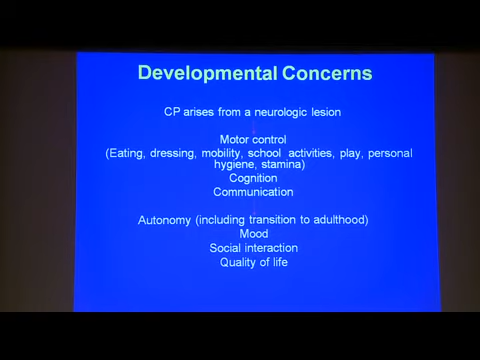 Developmental Concerns
CP arises from a neurologic lesion
Motor control
(Eating, dressing, mobility, school activities, play, personal
hygiene, stamina)
Cognition
Communication
Autonomy (including transition to adulthood)
Mood
Social interaction
Quality of life